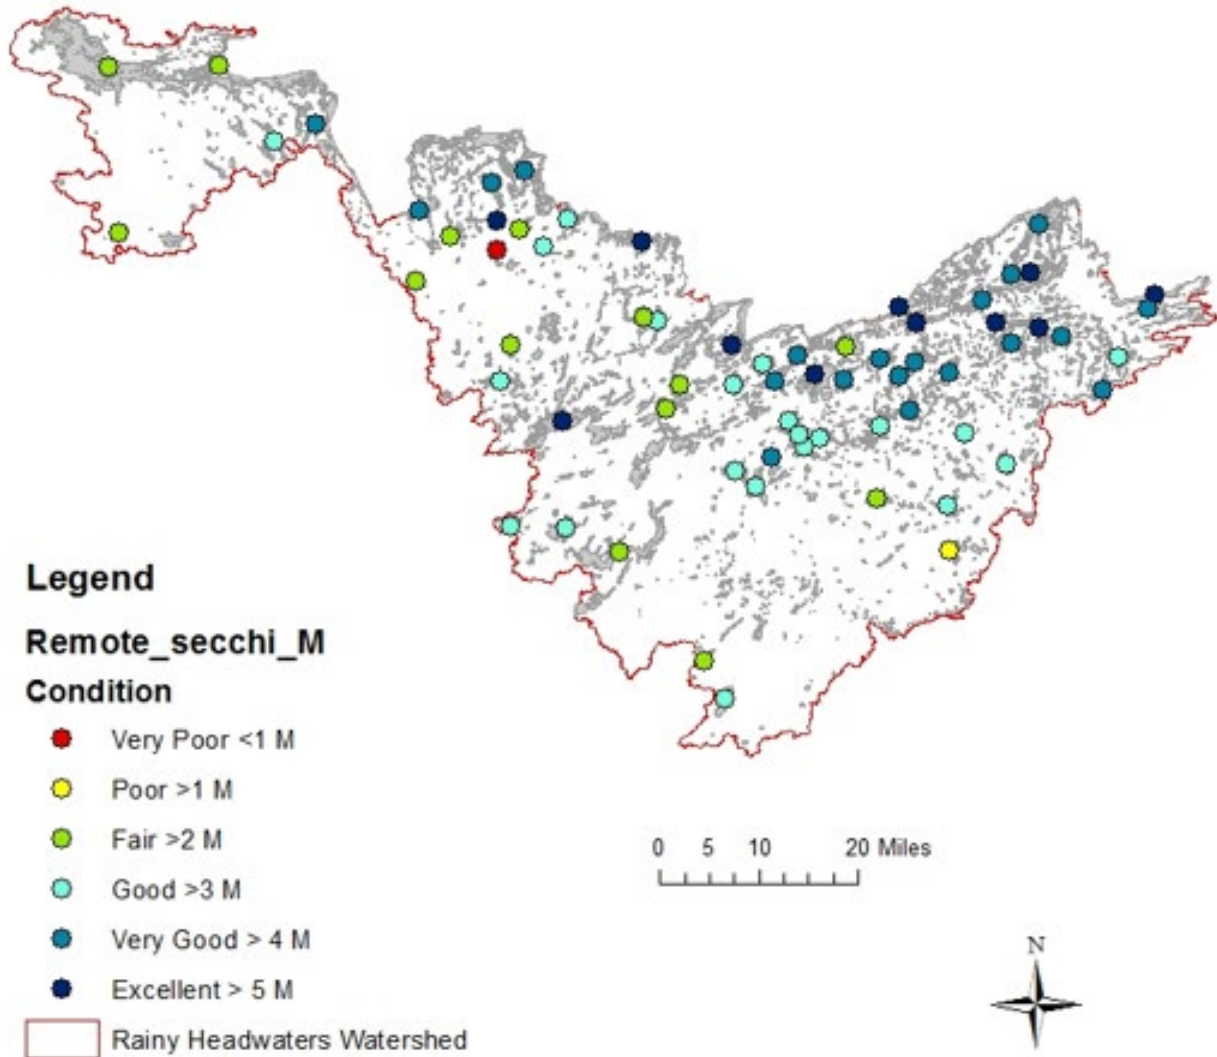 Legend
Remote_secchi_M
Condition
Very Poor <1 M
Poor >1 M
Fair >2 M
Good >3 M
Very Good > 4 M
Excellent > 5 M
Rainy Headwaters Watershed
0 5 10 20 Miles
N